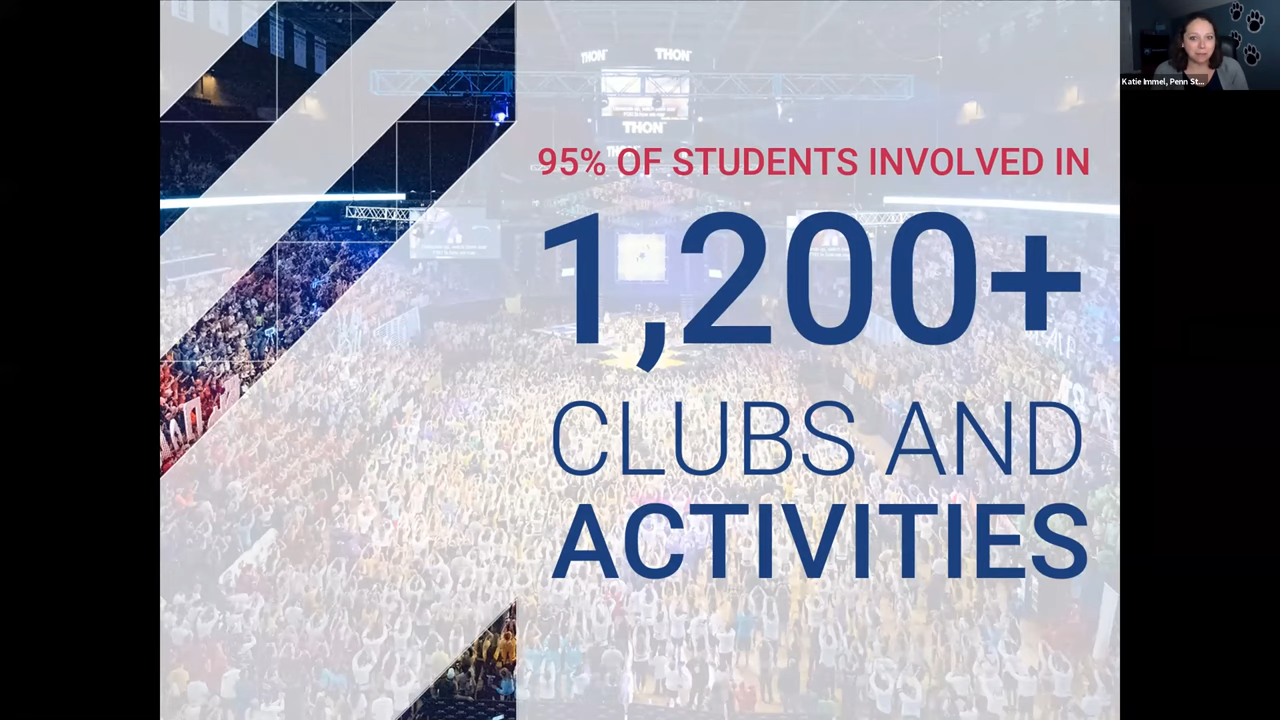 THON
THON
THON
95% OF STUDENTS INVOLVED IN
1,200+
CLUBS AND
ACTIVITIES
Katie Immel, Penn St...